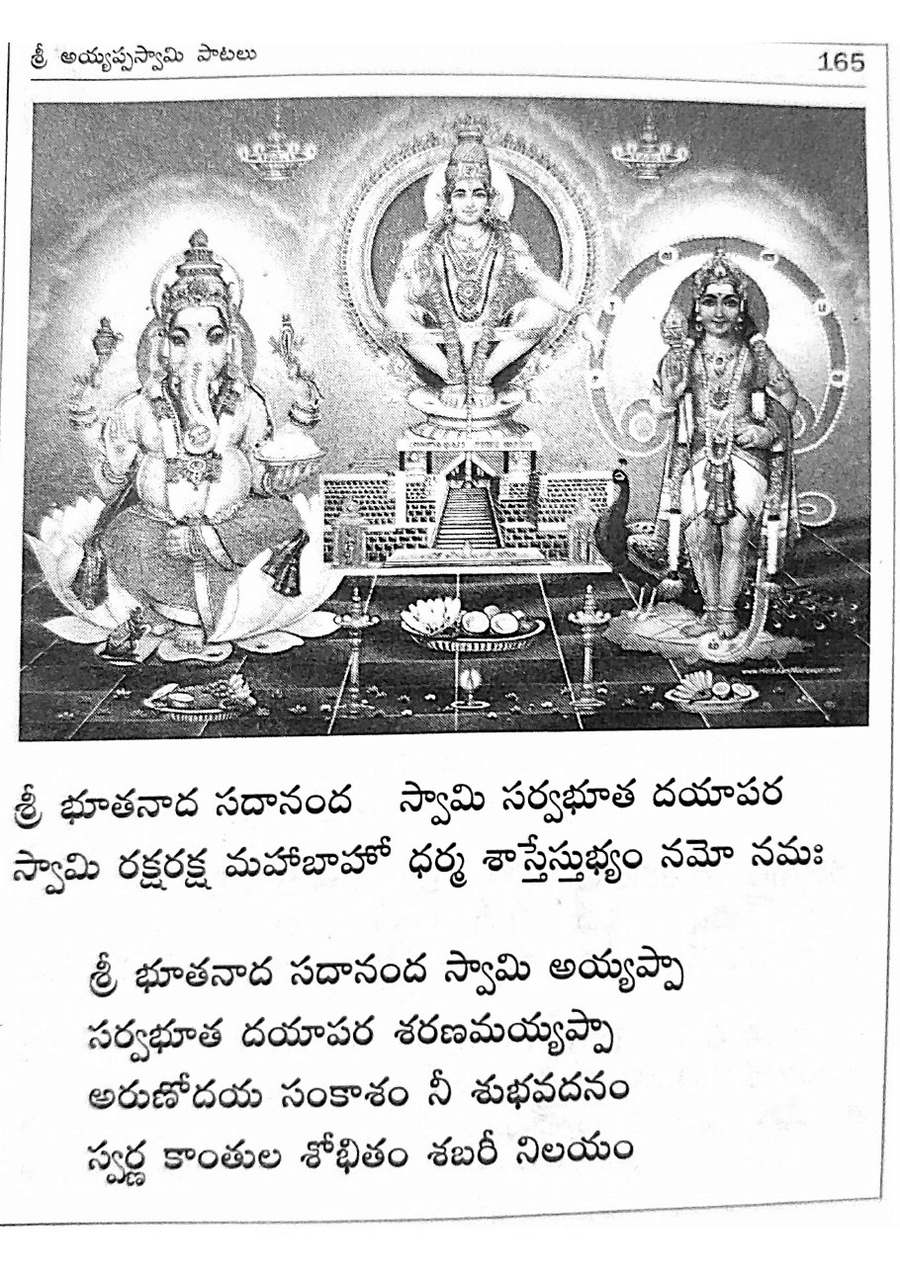 శ్రీ అయ్యప్పస్వామి పాటలు 165
శ్రీ భూతనాద సదానంద స్వామి సర్వభూత దయాపర
స్వామి రక్షరక్ష మహాబాహో ధర్మ శాస్తేస్తుభ్యం నమో నమః
శ్రీ భూతనాద సదానంద స్వామి అయ్యప్పా
సర్వభూత దయాపర శరణమయ్యప్పా
అరుణోదయ సంకాశం నీ శుభవదనం
స్వర్ణ కాంతుల శోభితం శబరీ నిలయం